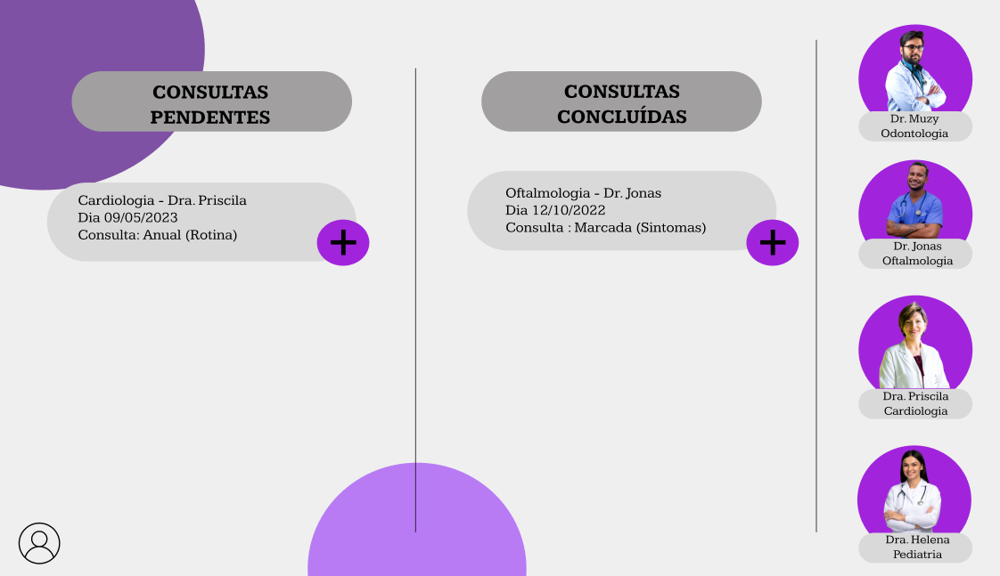 CONSULTAS
PENDENTES
Cardiologia - Dra. Priscila
Dia 09/05/2023
Consulta: Anual (Rotina)
CONSULTAS
CONCLUÍDAS
Oftalmologia - Dr. Jonas
Dia 12/10/2022
Consulta : Marcada (Sintomas)
Dr. Muzy
Odontologia
Dr. Jonas
Oftalmologia
Dra. Priscila
Cardiologia
Dra. Helena
Pediatria